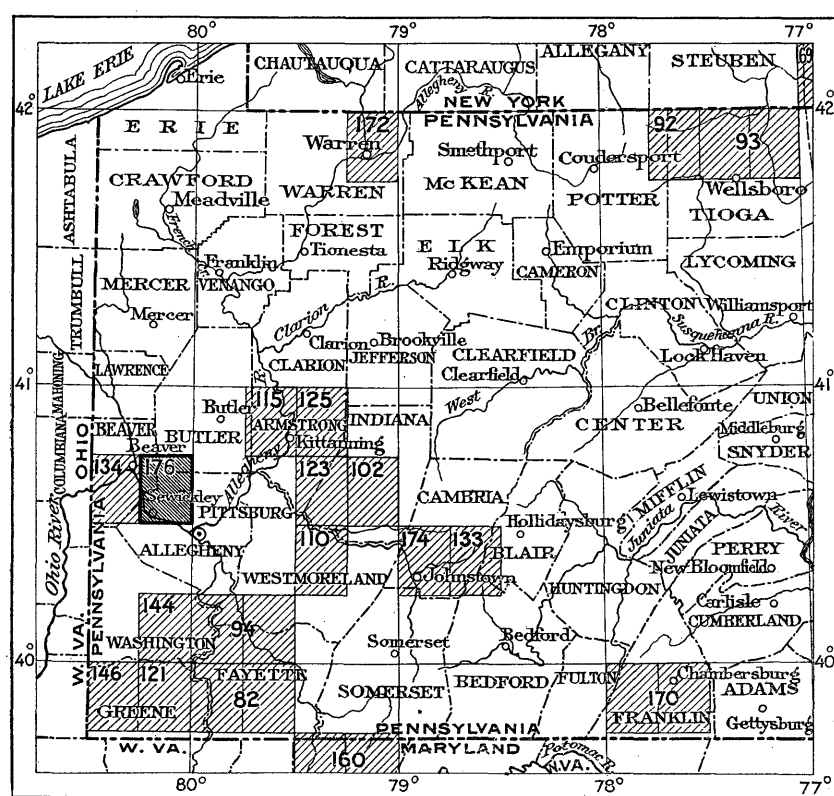 80° 79° 78° 77°
LAKE ERIE
Erie
CHAUTAUQUA
CATTARAUGUS
ALLEGANY
STEUBEN
69
Allegheny R.
42° 42°
NEW YORK
PENNSYLVANIA
ERIE
172
Warren
WARREN
Smethport
McKEAN
Coudersport
POTTER
92
93
Wellsboro
TIOGA
ASHTABULA
CRAWFORD
Meadville
French Cr.
FOREST
Tionesta
ELK
Ridgway
Emporium
CAMERON
LYCOMING
TRUMBULL
MERCER
Mercer
Franklin
VENANGO
Clarion R.
Clarion
CLARION
Brookville
JEFFERSON
CLEARFIELD
Clearfield
CLINTON
Williamsport
Susquehanna R.
Lock Haven
West
Br.
41° 41°
MAHONING
LAWRENCE
R.
115
125
ARMSTRONG
Kittanning
INDIANA
Butler
BUTLER
CENTER
Bellefonte
UNION
Middleburg
SNYDER
COLUMBIANA
OHIO
BEAVER
Beaver
134
176
Sewickley
Allegheny
PITTSBURG
ALLEGHENY
123
102
CAMBRIA
MIFFLIN
Lewistown
Juniata River
JUNIATA
Ohio River
PENNSYLVANIA
110
WESTMORELAND
174
133
Johnstown
Hollidaysburg
BLAIR
HUNTINGDON
PERRY
New Bloomfield
Carlisle
CUMBERLAND
144
WASHINGTON
94
Somerset
Bedford
40° 40°
W. VA.
146
121
GREENE
FAYETTE
82
SOMERSET
BEDFORD
FULTON
Chambersburg
170
FRANKLIN
ADAMS
Gettysburg
W. VA.
PENNSYLVANIA
MARYLAND
160
Potomac R.
W.VA.
80° 79° 78° 77°